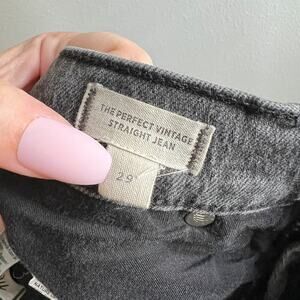 THE PERFECT VINTAGE
STRAIGHT JEAN
29"